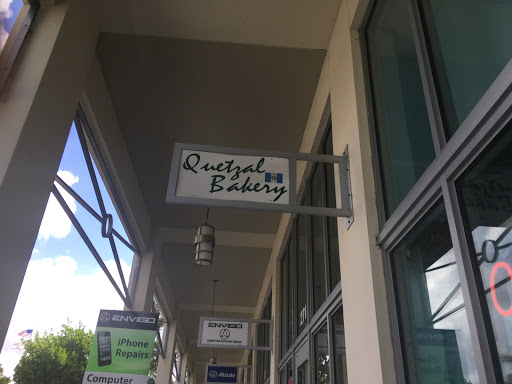 Quetzal
Bakery
ENVIGO
iPhone
Repairs
Computer
ENVIGO
Allstate